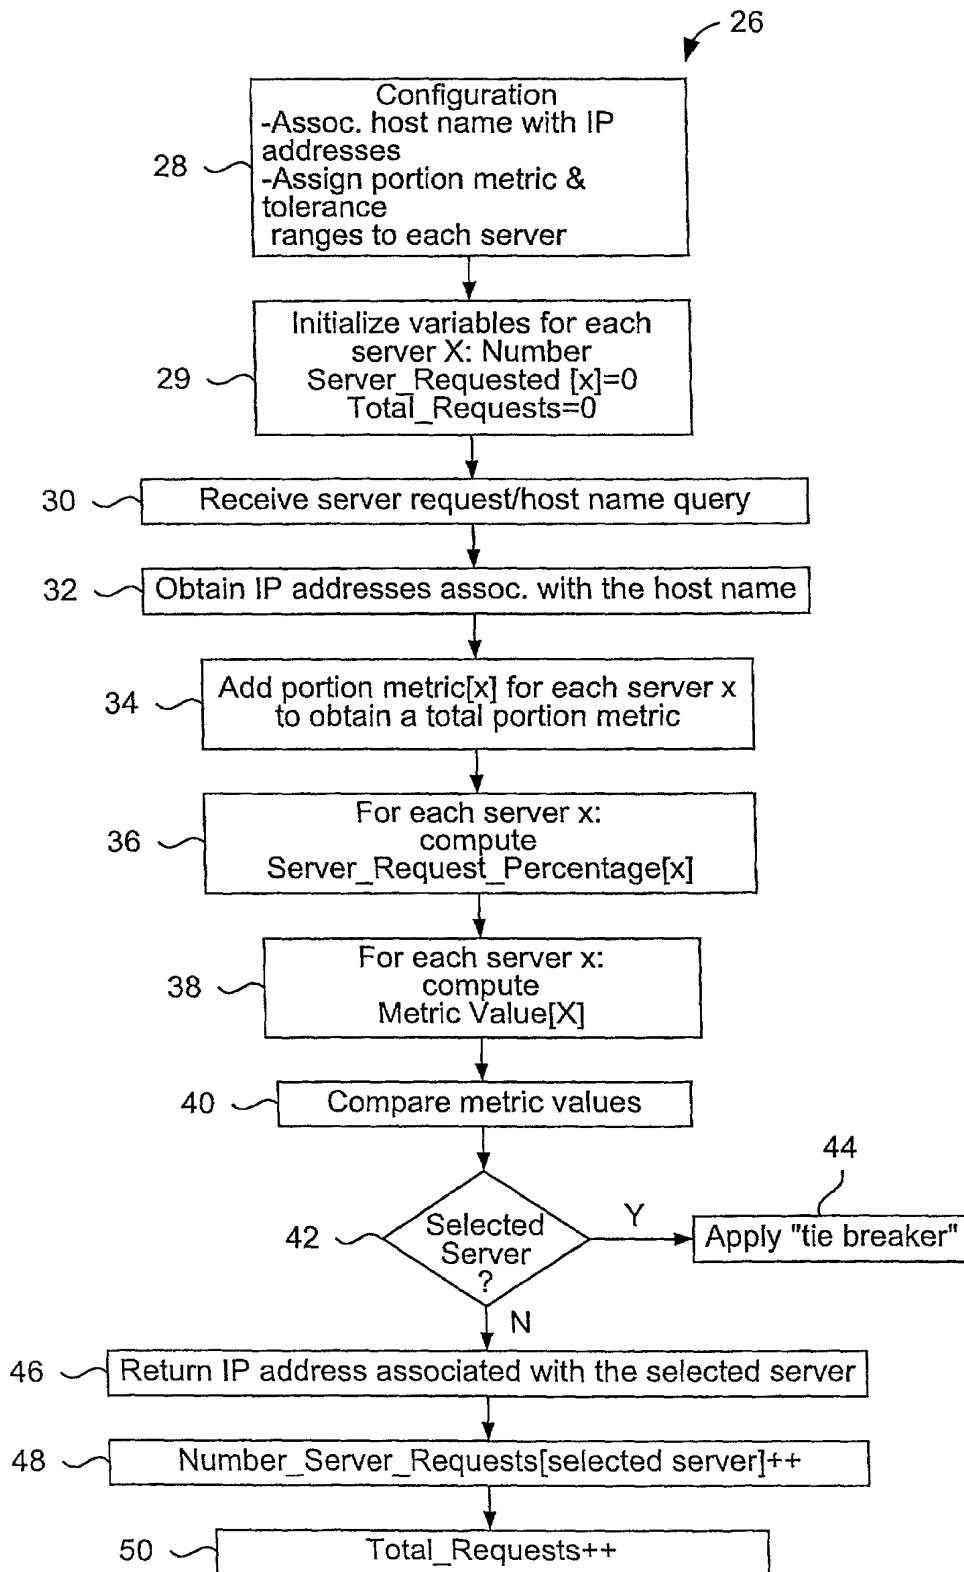 26
Configuration
-Assoc. host name with IP
addresses
-Assign portion metric &
tolerance
ranges to each server
28
Initialize variables for each
server X: Number
Server_Requested [x]=0
Total_Requests=0
29
30
Receive server request/host name query
32
Obtain IP addresses assoc. with the host name
34
Add portion metric[x] for each server x
to obtain a total portion metric
36
For each server x:
compute
Server_Request_Percentage[x]
38
For each server x:
compute
Metric Value[X]
40
Compare metric values
42
Selected
Server
?
Y
44
Apply "tie breaker"
N
46
Return IP address associated with the selected server
48
Number_Server_Requests[selected server]++
50
Total_Requests++